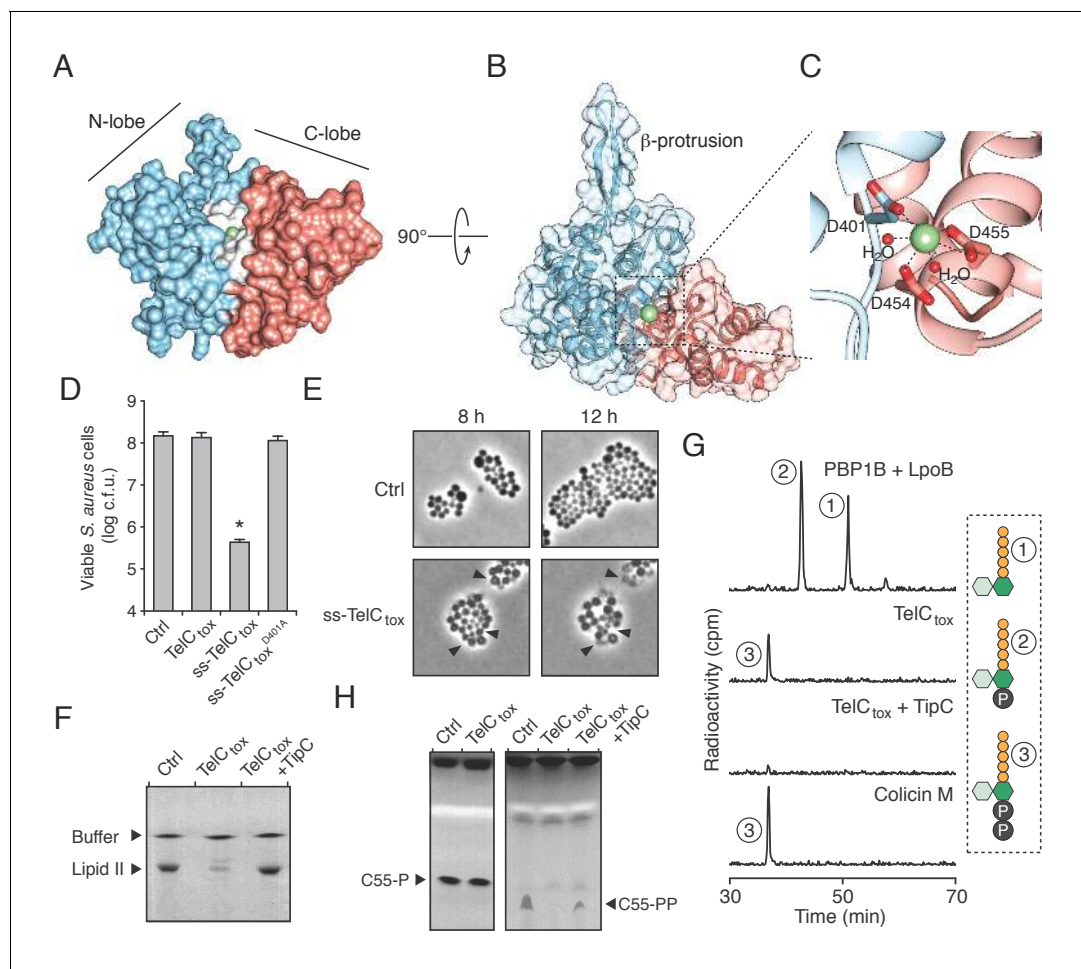 A
N-lobe
C-lobe
90°
B
β-protrusion
C
D401
H2O
D455
H2O
D454
D
Viable S. aureus cells
(log c.f.u.)
9
8
7
6
5
4
*
Ctrl
TelCtox
ss-TelCtox
ss-TelCtox D401A
E
8 h
12 h
Ctrl
ss-TelCtox
F
Ctrl
TelCtox
TelCtox
+TipC
Buffer
Lipid II
H
Ctrl
TelCtox
Ctrl
TelCtox
TelCtox
+TipC
C55-P
C55-PP
G
Radioactivity (cpm)
PBP1B + LpoB
2
1
TelCtox
3
TelCtox + TipC
Colicin M
3
30
50
70
Time (min)
1
2
P
3
P
P